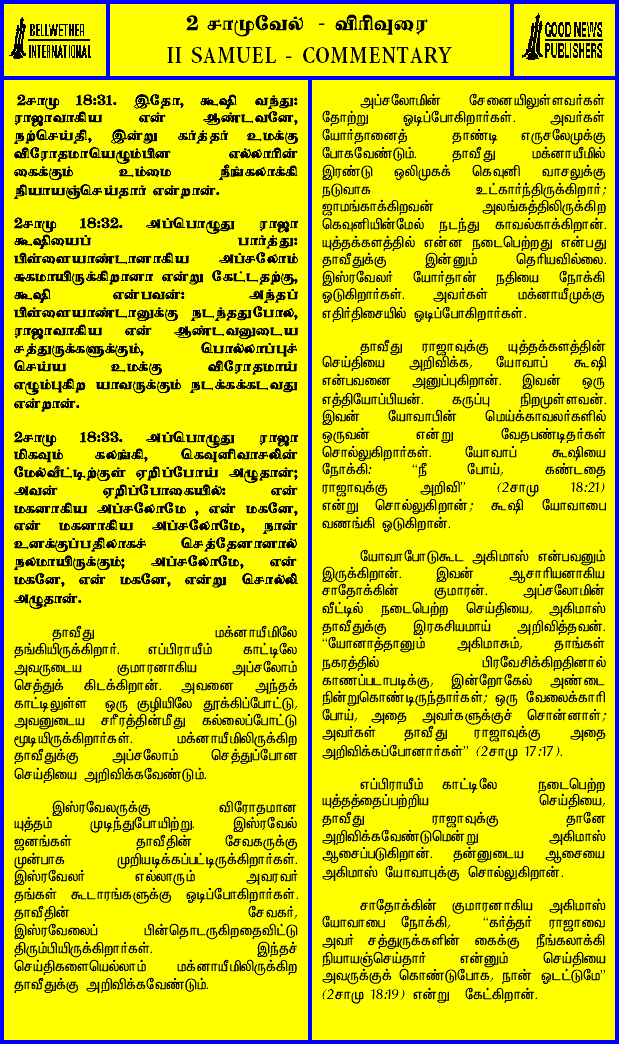 BELLWETHER
INTERNATIONAL
2 சாமுவேல் - விரிவுரை
II SAMUEL - COMMENTARY
GOOD NEWS
PUBLISHERS
2சாமு 18:31. இதோ, கூஷி வந்து:
ராஜாவாகிய என் ஆண்டவனே,
நற்செய்தி, இன்று கர்த்தர் உமக்கு
விரோதமாயெழும்பின எல்லாரின்
கைக்கும் உம்மை நீங்கலாக்கி
நியாயஞ்செய்தார் என்றான்.
2சாமு 18:32. அப்பொழுது ராஜா
கூஷியைப் பார்த்து:
பிள்ளையாண்டானாகிய அப்சலோம்
சுகமாயிருக்கிறானா என்று கேட்டதற்கு,
கூஷி என்பவன்: அந்தப்
பிள்ளையாண்டானுக்கு நடந்ததுபோல,
ராஜாவாகிய என் ஆண்டவனுடைய
சத்துருக்களுக்கும், பொல்லாப்புச்
செய்ய உமக்கு விரோதமாய்
எழும்புகிற யாவருக்கும் நடக்கக்கடவது
என்றான்.
2சாமு 18:33. அப்பொழுது ராஜா
மிகவும் கலங்கி, கெவுனிவாசலின்
மேல்வீட்டிற்குள் ஏறிப்போய் அழுதான்;
அவன் ஏறிப்போகையில்: என்
மகனாகிய அப்சலோமே , என் மகனே,
என் மகனாகிய அப்சலோமே, நான்
உனக்குப்பதிலாகச் செத்தேனானால்
நலமாயிருக்கும்; அப்சலோமே, என்
மகனே, என் மகனே, என்று சொல்லி
அழுதான்.
தாவீது மக்னாயீமிலே
தங்கியிருக்கிறார். எப்பிராயீம் காட்டிலே
அவருடைய குமாரனாகிய அப்சலோம்
செத்துக் கிடக்கிறான். அவனை அந்தக்
காட்டிலுள்ள ஒரு குழியிலே தூக்கிப்போட்டு,
அவனுடைய சரீரத்தின்மீது கல்லைப்போட்டு
மூடியிருக்கிறார்கள். மக்னாயீமிலிருக்கிற
தாவீதுக்கு அப்சலோம் செத்துப்போன
செய்தியை அறிவிக்கவேண்டும்.
இஸ்ரவேலருக்கு விரோதமான
யுத்தம் முடிந்துபோயிற்று. இஸ்ரவேல்
ஜனங்கள் தாவீதின் சேவகருக்கு
முன்பாக முறியடிக்கப்பட்டிருக்கிறார்கள்.
இஸ்ரவேலர் எல்லாரும் அவரவர்
தங்கள் கூடாரங்களுக்கு ஓடிப்போகிறார்கள்.
தாவீதின் சேவகர்,
இஸ்ரவேலைப் பின்தொடருகிறதைவிட்டு
திரும்பியிருக்கிறார்கள். இந்தச்
செய்திகளையெல்லாம் மக்னாயீமிலிருக்கிற
தாவீதுக்கு அறிவிக்கவேண்டும்.
அப்சலோமின் சேனையிலுள்ளவர்கள்
தோற்று ஓடிப்போகிறார்கள். அவர்கள்
யோர்தானைத் தாண்டி எருசலேமுக்கு
போகவேண்டும். தாவீது மக்னாயீமில்
இரண்டு ஒலிமுகக் கெவுனி வாசலுக்கு
நடுவாக உட்கார்ந்திருக்கிறார்;
ஜாமங்காக்கிறவன் அலங்கத்திலிருக்கிற
கெவுனியின்மேல் நடந்து காவல்காக்கிறான்.
யுத்தக்களத்தில் என்ன நடைபெற்றது என்பது
தாவீதுக்கு இன்னும் தெரியவில்லை.
இஸ்ரவேலர் யோர்தான் நதியை நோக்கி
ஓடுகிறார்கள். அவர்கள் மக்னாயீமுக்கு
எதிர்திசையில் ஓடிப்போகிறார்கள்.
தாவீது ராஜாவுக்கு யுத்தக்களத்தின்
செய்தியை அறிவிக்க, யோவாப் கூஷி
என்பவனை அனுப்புகிறான். இவன் ஒரு
எத்தியோப்பியன். கருப்பு நிறமுள்ளவன்.
இவன் யோவாபின் மெய்க்காவலர்களில்
ஒருவன் என்று வேதபண்டிதர்கள்
சொல்லுகிறார்கள். யோவாப் கூஷியை
நோக்கி: “நீ போய், கண்டதை
ராஜாவுக்கு அறிவி” (2சாமு 18:21)
என்று சொல்லுகிறான்; கூஷி யோவாபை
வணங்கி ஓடுகிறான்.
யோவாபோடுகூட அகிமாஸ் என்பவனும்
இருக்கிறான். இவன் ஆசாரியனாகிய
சாதோக்கின் குமாரன். அப்சலோமின்
வீட்டில் நடைபெற்ற செய்தியை, அகிமாஸ்
தாவீதுக்கு இரகசியமாய் அறிவித்தவன்.
“யோனாத்தானும் அகிமாசும், தாங்கள்
நகரத்தில் பிரவேசிக்கிறதினால்
காணப்படாபடிக்கு, இன்றோகேல் அண்டை
நின்றுகொண்டிருந்தார்கள்; ஒரு வேலைக்காரி
போய், அதை அவர்களுக்குச் சொன்னாள்;
அவர்கள் தாவீது ராஜாவுக்கு அதை
அறிவிக்கப்போனார்கள்” (2சாமு 17:17).
எப்பிராயீம் காட்டிலே நடைபெற்ற
யுத்தத்தைப்பற்றிய செய்தியை,
தாவீது ராஜாவுக்கு தானே
அறிவிக்கவேண்டுமென்று அகிமாஸ்
ஆசைப்படுகிறான். தன்னுடைய ஆசையை
அகிமாஸ் யோவாபுக்கு சொல்லுகிறான்.
சாதோக்கின் குமாரனாகிய அகிமாஸ்
யோவாபை நோக்கி, “கர்த்தர் ராஜாவை
அவர் சத்துருக்களின் கைக்கு நீங்கலாக்கி
நியாயஞ்செய்தார் என்னும் செய்தியை
அவருக்குக் கொண்டுபோக, நான் ஓடட்டுமே”
(2சாமு 18:19) என்று கேட்கிறான்.